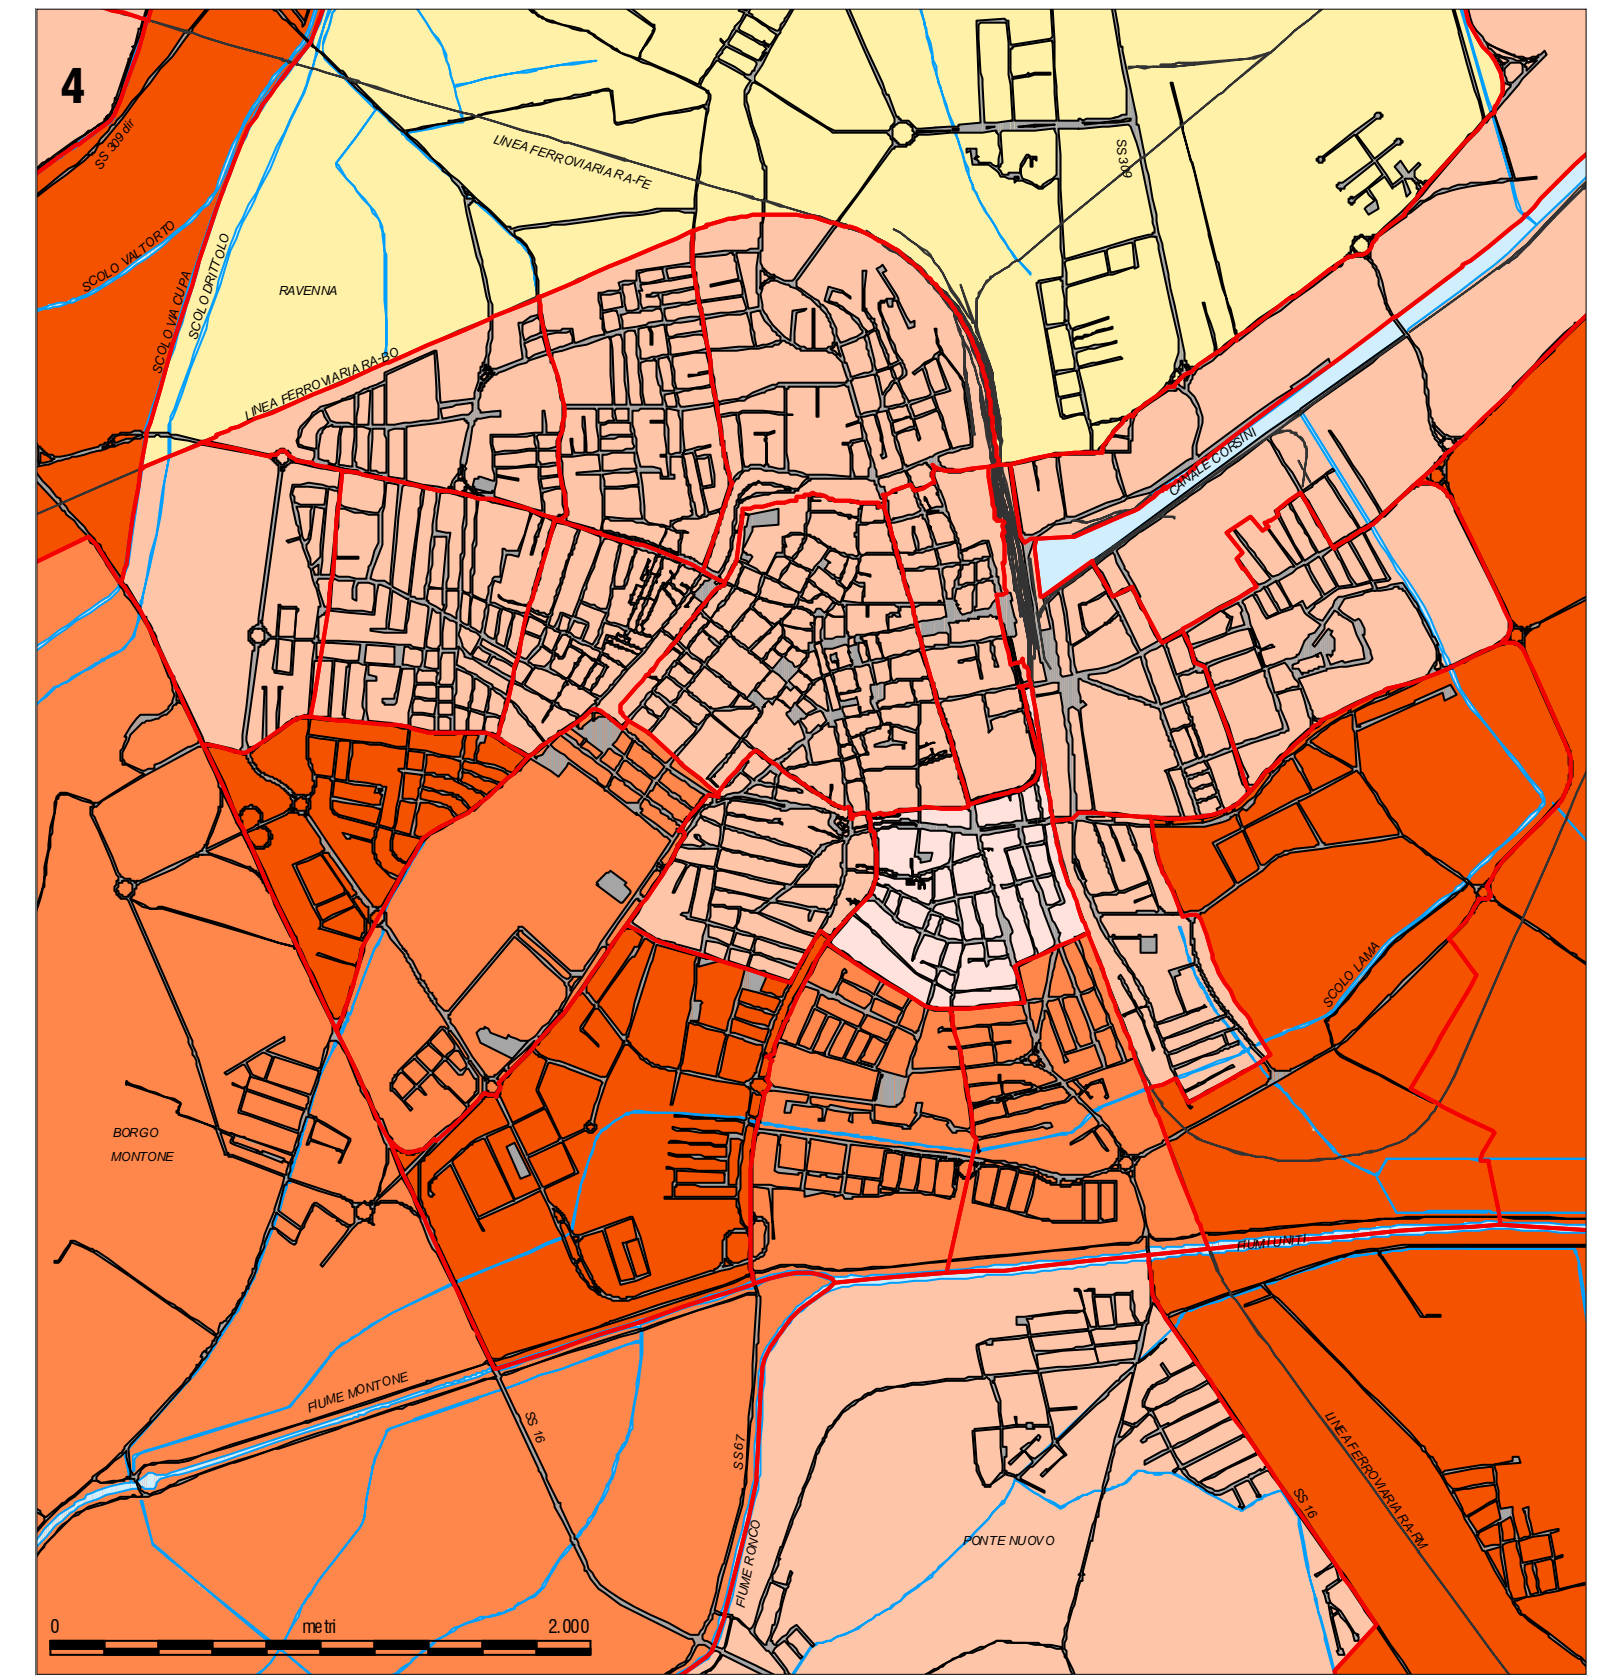 4
SS 309 dir
LINEA FERROVIARIA RA-FE
SS 309
SCOLO VALTORTO
SCOLO VIA CUPA
SCOLO DRITTOLO
RAVENNA
LINEA FERROVIARIA RA-BO
CANALE CORSINI
SCOLO LAMA
BORGO
MONTONE
FIUMI UNITI
FIUME MONTONE
SS 16
SS 67
LINEA FERROVIARIA RA-RM
SS 16
FIUME RONCO
PONTE NUOVO
0 metri 2.000